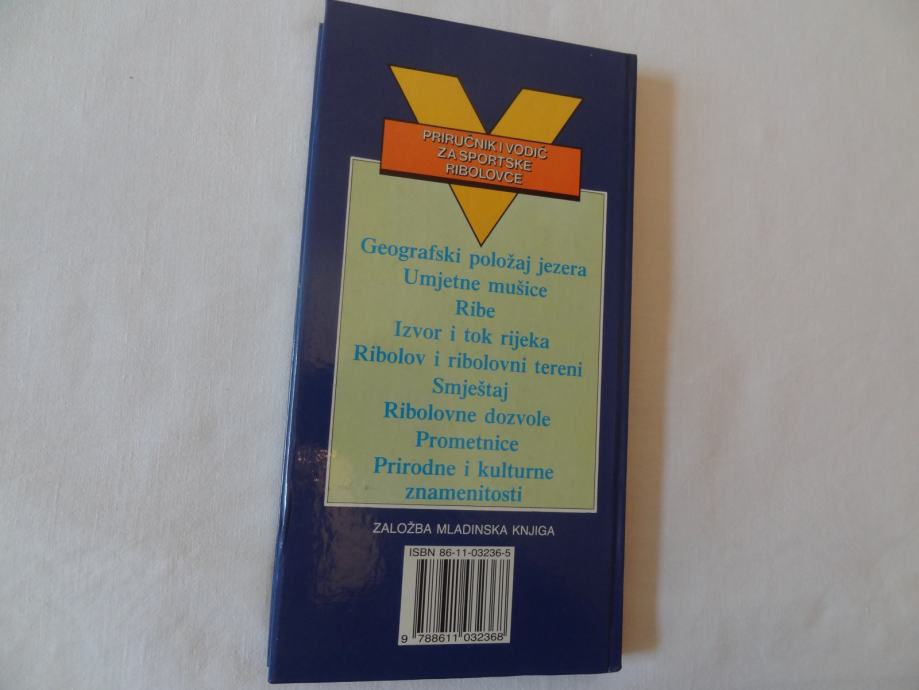 PRIRUČNIK I VODIČ
ZA SPORTSKE
RIBOLOVCE
Geografski položaj jezera
Umjetne mušice
Ribe
Izvor i tok rijeka
Ribolov i ribolovni tereni
Smještaj
Ribolovne dozvole
Prometnice
Prirodne i kulturne
znamenitosti
ZALOŽBA MLADINSKA KNJIGA
ISBN 86-11-03236-5
9 788611 032368